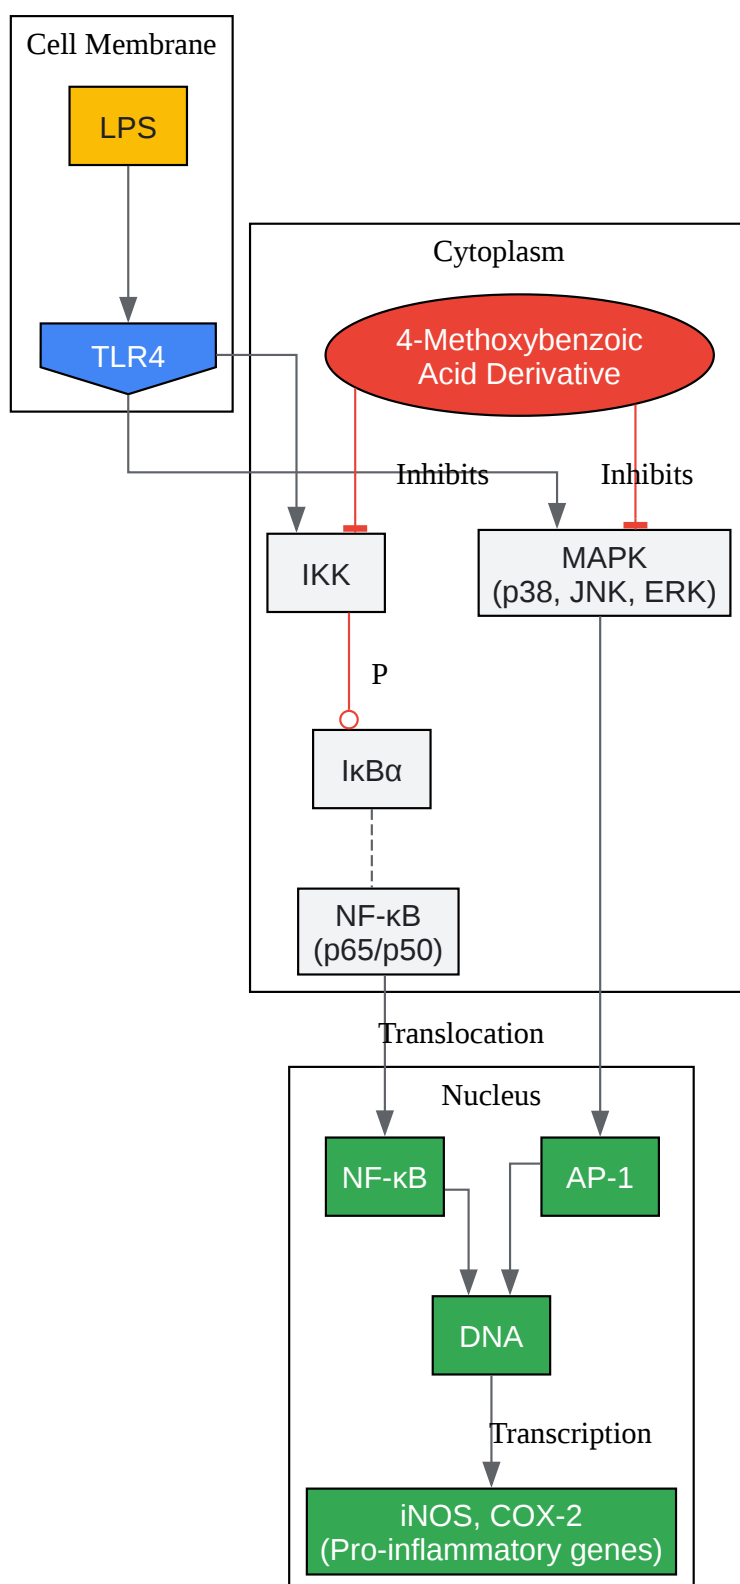 Cell Membrane
LPS
TLR4
Cytoplasm
4-Methoxybenzoic
Acid Derivative
Inhibits
Inhibits
IKK
MAPK
(p38, JNK, ERK)
P
IκBα
NF-κB
(p65/p50)
Translocation
Nucleus
NF-κB
AP-1
DNA
Transcription
iNOS, COX-2
(Pro-inflammatory genes)